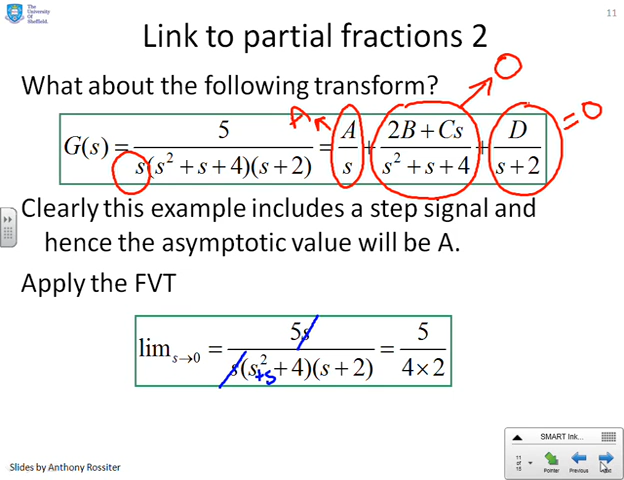 The University Of Sheffield.
11
Link to partial fractions 2
What about the following transform?
A
O
= 0
G(s) = 5 / s(s² + s + 4)(s + 2) = A / s + 2B + Cs / s² + s + 4 + D / s + 2
Clearly this example includes a step signal and
hence the asymptotic value will be A.
Apply the FVT
lim s→0 = 5s / s(s² + 4)(s + 2) = 5 / 4 × 2
+s
SMART Ink...
11 of 15
Pointer
Previous
Slides by Anthony Rossiter